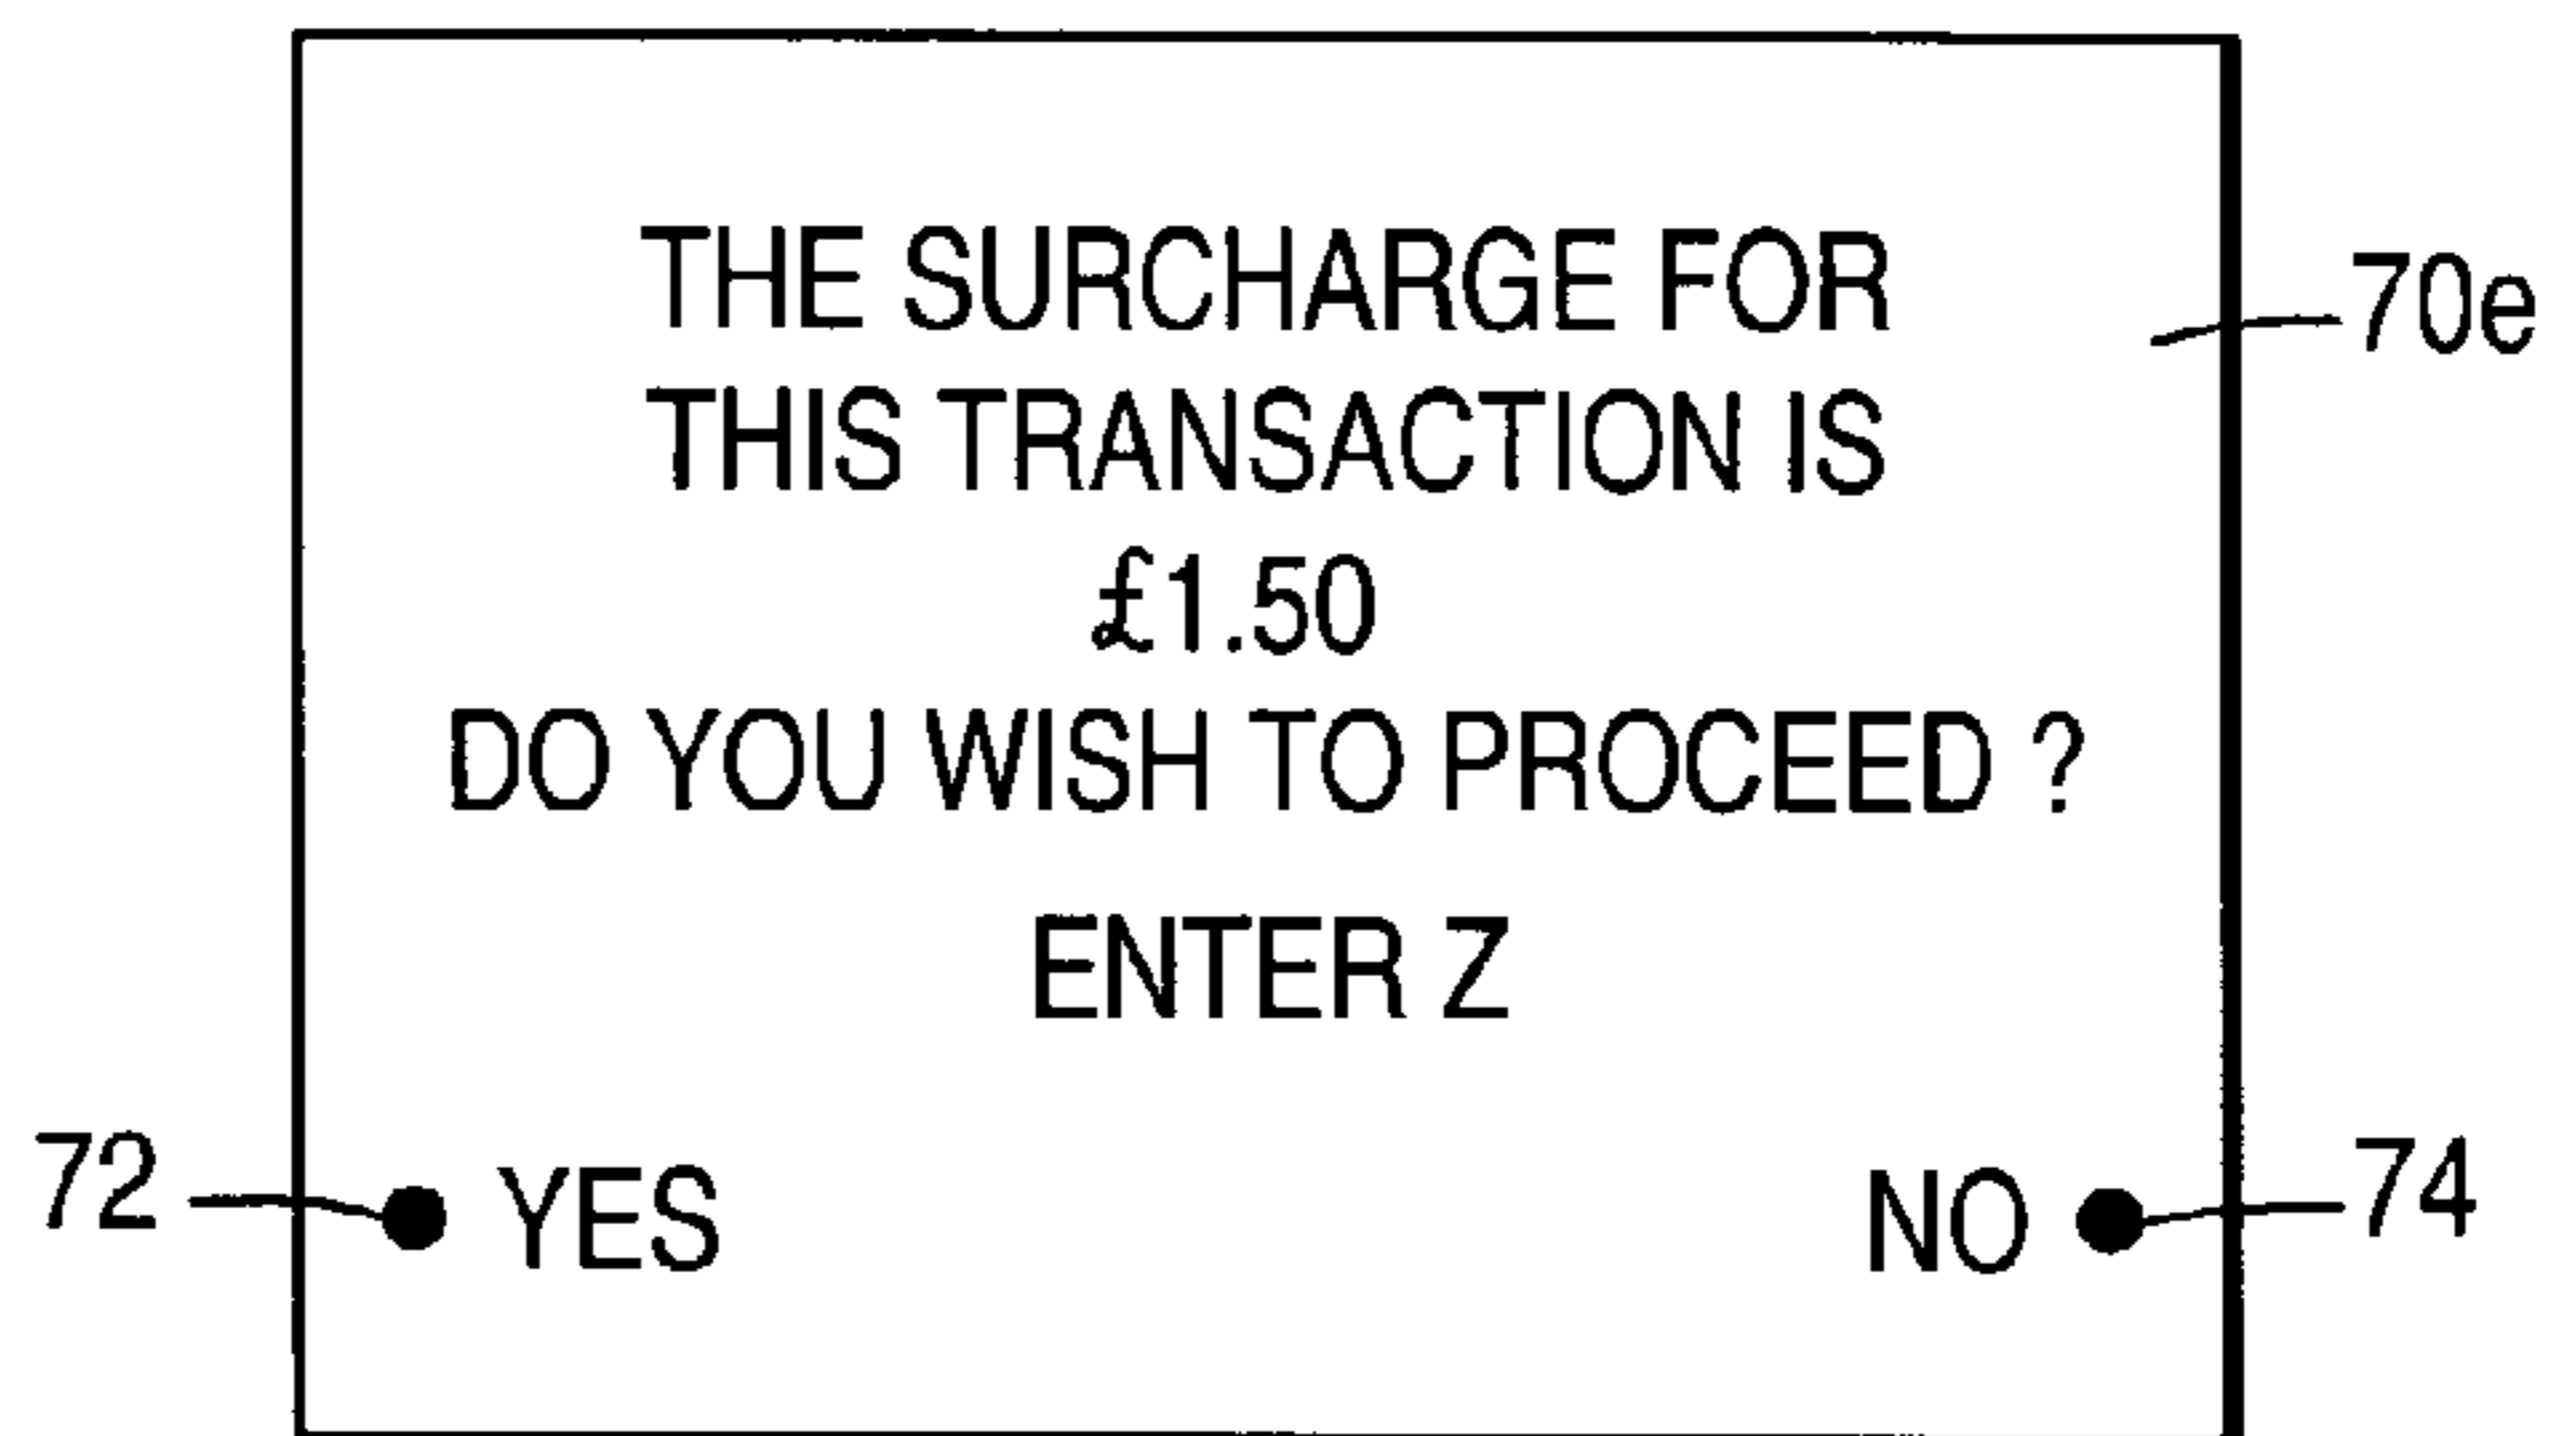 THE SURCHARGE FOR
70e
THIS TRANSACTION IS
£1.50
DO YOU WISH TO PROCEED ?
ENTER Z
72 YES NO 74